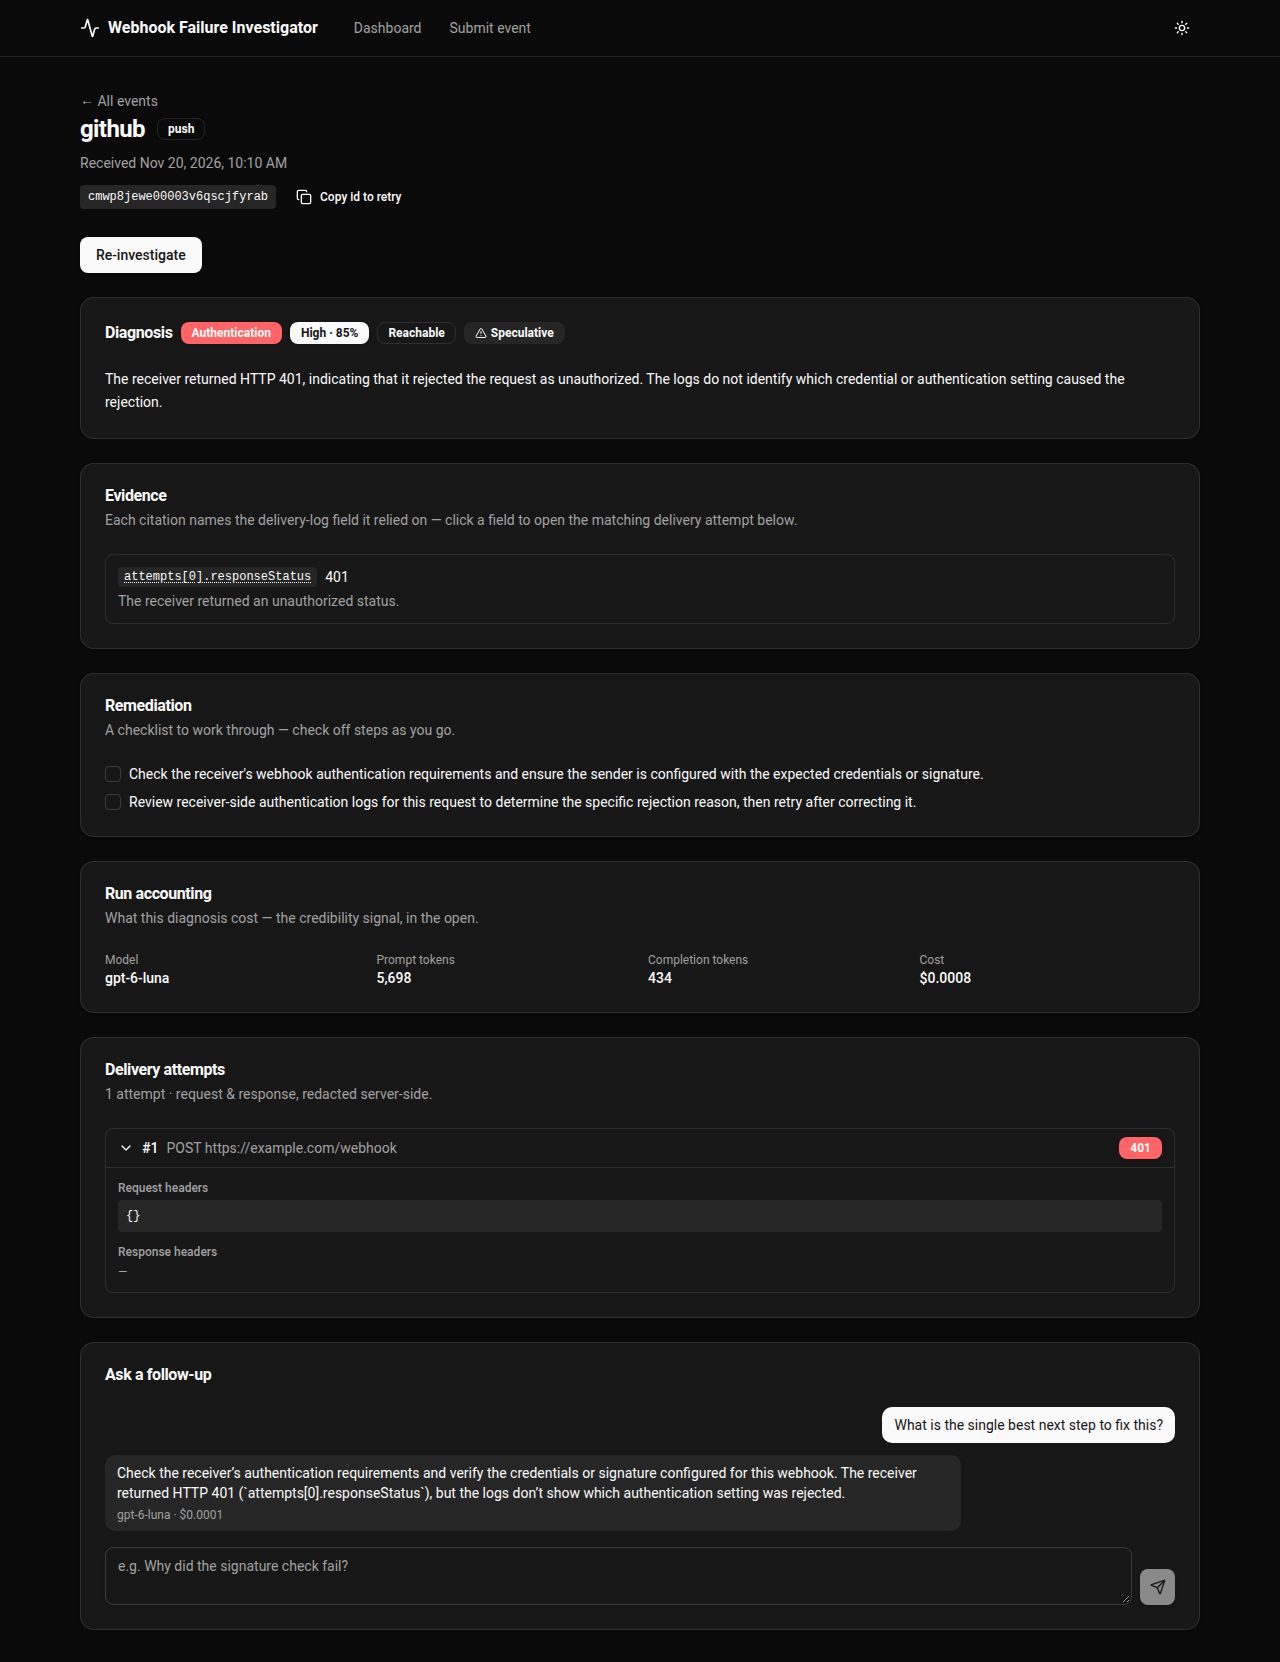 Webhook Failure Investigator Dashboard Submit event
← All events
github push
Received Nov 20, 2026, 10:10 AM
cmwp8jewe00003v6qscjfyrab Copy id to retry
Re-investigate
Diagnosis Authentication High · 85% Reachable Speculative
The receiver returned HTTP 401, indicating that it rejected the request as unauthorized. The logs do not identify which credential or authentication setting caused the
rejection.
Evidence
Each citation names the delivery-log field it relied on — click a field to open the matching delivery attempt below.
attempts[0].responseStatus 401
The receiver returned an unauthorized status.
Remediation
A checklist to work through — check off steps as you go.
Check the receiver's webhook authentication requirements and ensure the sender is configured with the expected credentials or signature.
Review receiver-side authentication logs for this request to determine the specific rejection reason, then retry after correcting it.
Run accounting
What this diagnosis cost — the credibility signal, in the open.
Model Prompt tokens Completion tokens Cost
gpt-6-luna 5,698 434 $0.0008
Delivery attempts
1 attempt · request & response, redacted server-side.
#1 POST https://example.com/webhook 401
Request headers
{}
Response headers
—
Ask a follow-up
What is the single best next step to fix this?
Check the receiver’s authentication requirements and verify the credentials or signature configured for this webhook. The receiver
returned HTTP 401 (`attempts[0].responseStatus`), but the logs don’t show which authentication setting was rejected.
gpt-6-luna · $0.0001
e.g. Why did the signature check fail?